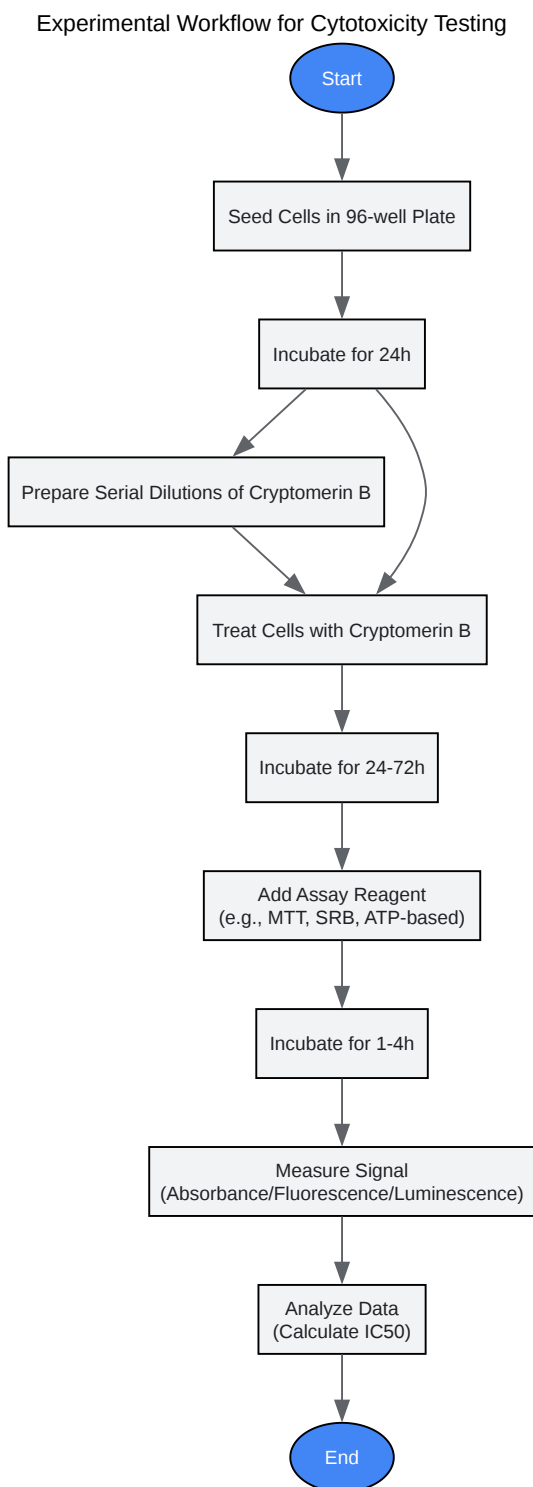 Experimental Workflow for Cytotoxicity Testing
Start
Seed Cells in 96-well Plate
Incubate for 24h
Prepare Serial Dilutions of Cryptomerin B
Treat Cells with Cryptomerin B
Incubate for 24-72h
Add Assay Reagent
(e.g., MTT, SRB, ATP-based)
Incubate for 1-4h
Measure Signal
(Absorbance/Fluorescence/Luminescence)
Analyze Data
(Calculate IC50)
End